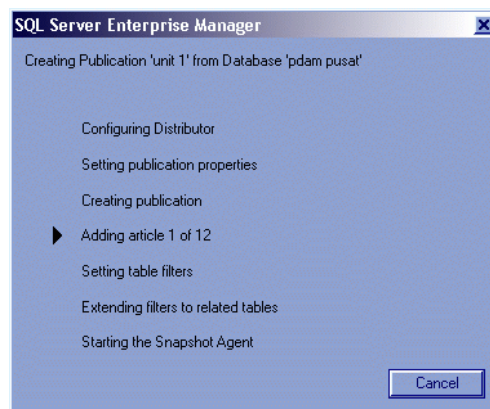 SQL Server Enterprise Manager
Creating Publication 'unit 1' from Database 'pdam pusat'
Configuring Distributor
Setting publication properties
Creating publication
Adding article 1 of 12
Setting table filters
Extending filters to related tables
Starting the Snapshot Agent
Cancel